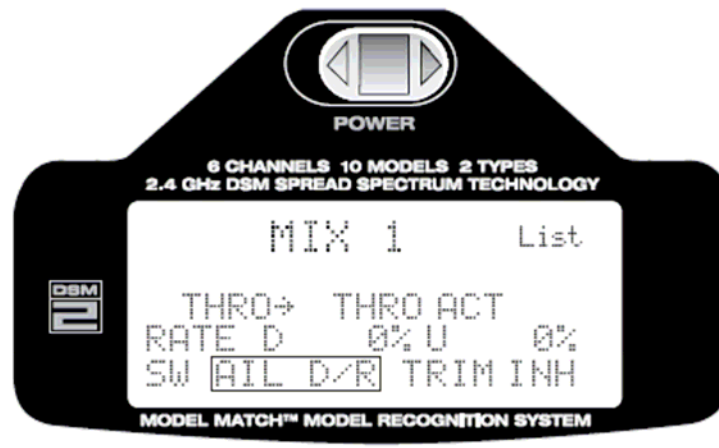 POWER
6 CHANNELS 10 MODELS 2 TYPES
2.4 GHz DSM SPREAD SPECTRUM TECHNOLOGY
MIX 1 List
DSM
2
THRO→ THRO ACT
RATE D 0% U 0%
SW AIL D/R TRIM INH
MODEL MATCH™ MODEL RECOGNITION SYSTEM